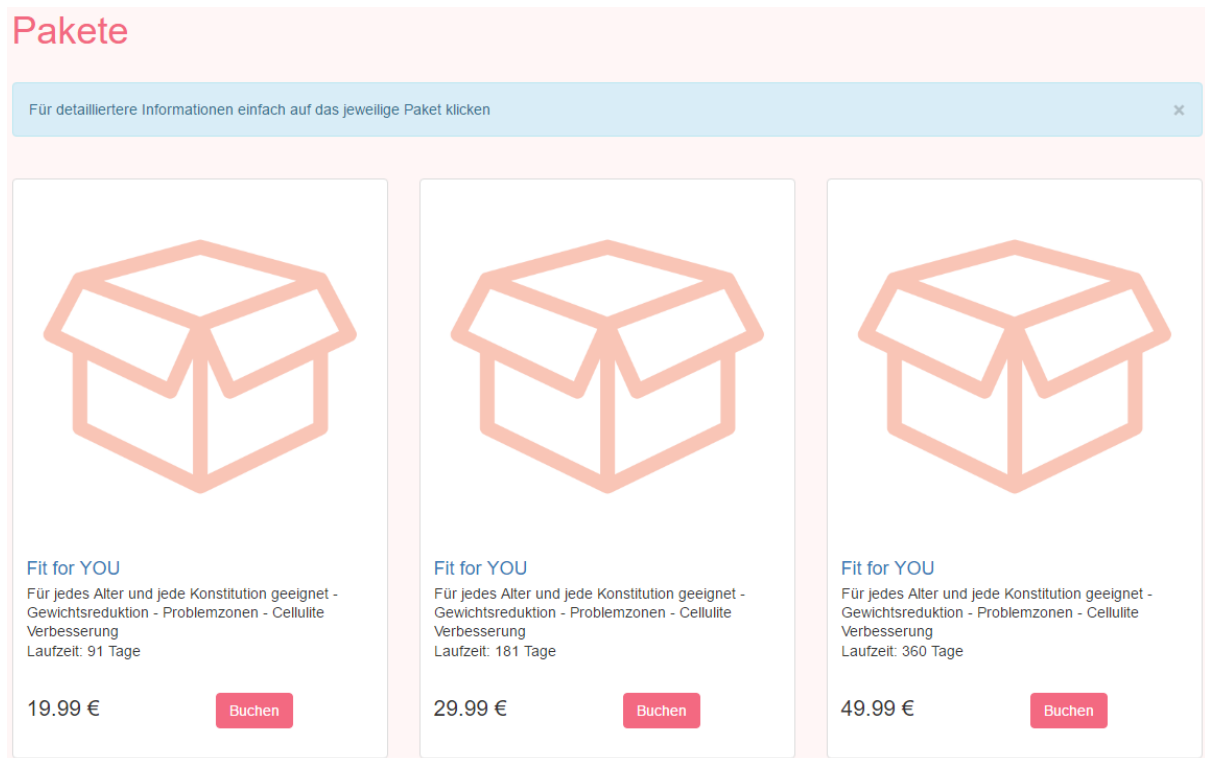 Pakete
Für detailliertere Informationen einfach auf das jeweilige Paket klicken
×
Fit for YOU
Für jedes Alter und jede Konstitution geeignet -
Gewichtsreduktion - Problemzonen - Cellulite
Verbesserung
Laufzeit: 91 Tage
19.99 €
Buchen
Fit for YOU
Für jedes Alter und jede Konstitution geeignet -
Gewichtsreduktion - Problemzonen - Cellulite
Verbesserung
Laufzeit: 181 Tage
29.99 €
Buchen
Fit for YOU
Für jedes Alter und jede Konstitution geeignet -
Gewichtsreduktion - Problemzonen - Cellulite
Verbesserung
Laufzeit: 360 Tage
49.99 €
Buchen